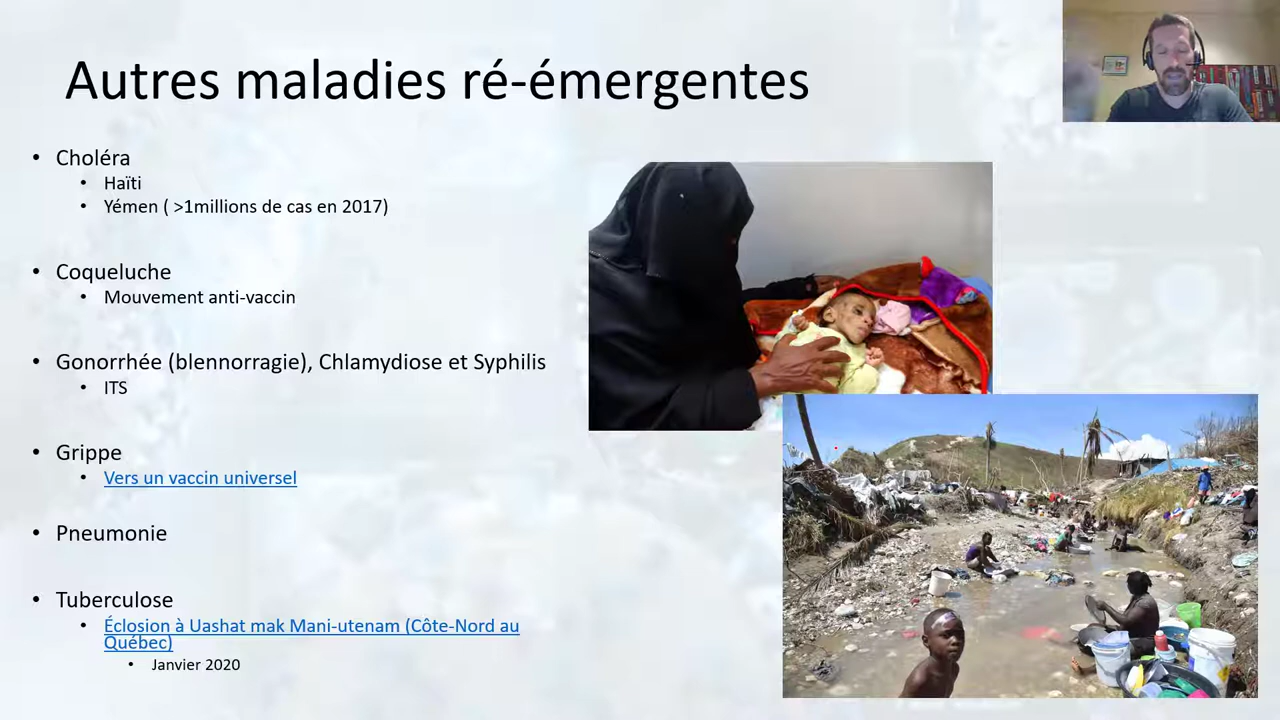 Autres maladies ré-émergentes
• Choléra
• Haïti
• Yémen ( >1millions de cas en 2017)
• Coqueluche
• Mouvement anti-vaccin
• Gonorrhée (blennorragie), Chlamydiose et Syphilis
• ITS
• Grippe
• Vers un vaccin universel
• Pneumonie
• Tuberculose
• Éclosion à Uashat mak Mani-utenam (Côte-Nord au
Québec)
• Janvier 2020